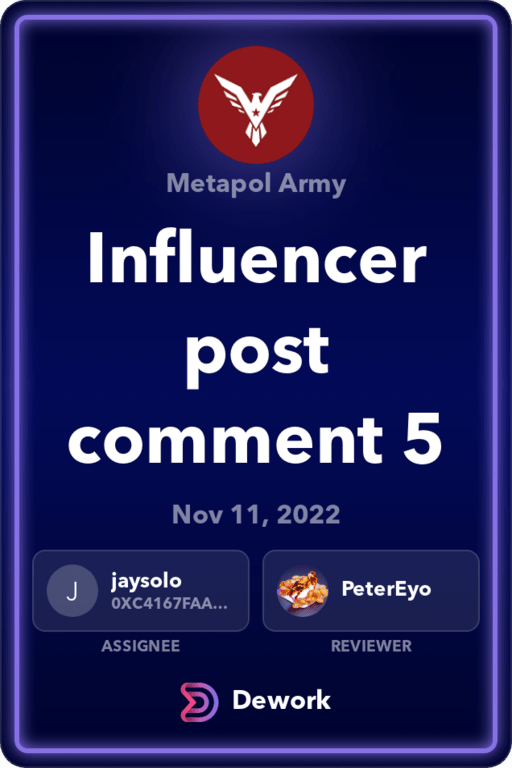 Metapol Army
Influencer
post
comment 5
Nov 11, 2022
J
jaysolo
0XC4167FAA...
PeterEyo
ASSIGNEE
REVIEWER
Dework